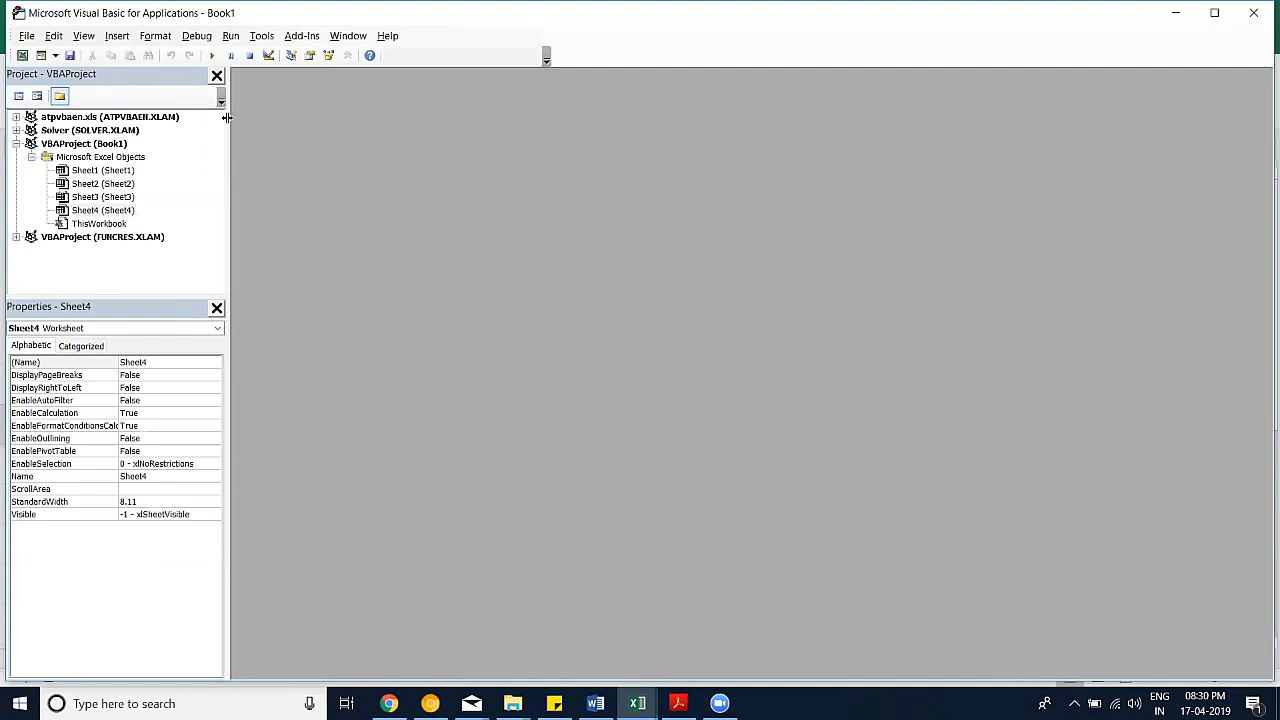 Microsoft Visual Basic for Applications - Book1
File Edit View Insert Format Debug Run Tools Add-Ins Window Help
Project - VBAProject
atpvbaen.xls (ATPVBAEN.XLAM)
Solver (SOLVER.XLAM)
VBAProject (Book1)
Microsoft Excel Objects
Sheet1 (Sheet1)
Sheet2 (Sheet2)
Sheet3 (Sheet3)
Sheet4 (Sheet4)
ThisWorkbook
VBAProject (FUNCRES.XLAM)
Properties - Sheet4
Sheet4 Worksheet
Alphabetic Categorized
(Name) Sheet4
DisplayPageBreaks False
DisplayRightToLeft False
EnableAutoFilter False
EnableCalculation True
EnableFormatConditionsCalc True
EnableOutlining False
EnablePivotTable False
EnableSelection 0 - xlNoRestrictions
Name Sheet4
ScrollArea
StandardWidth 8.11
Visible -1 - xlSheetVisible
Type here to search
ENG 08:30 PM
IN 17-04-2019